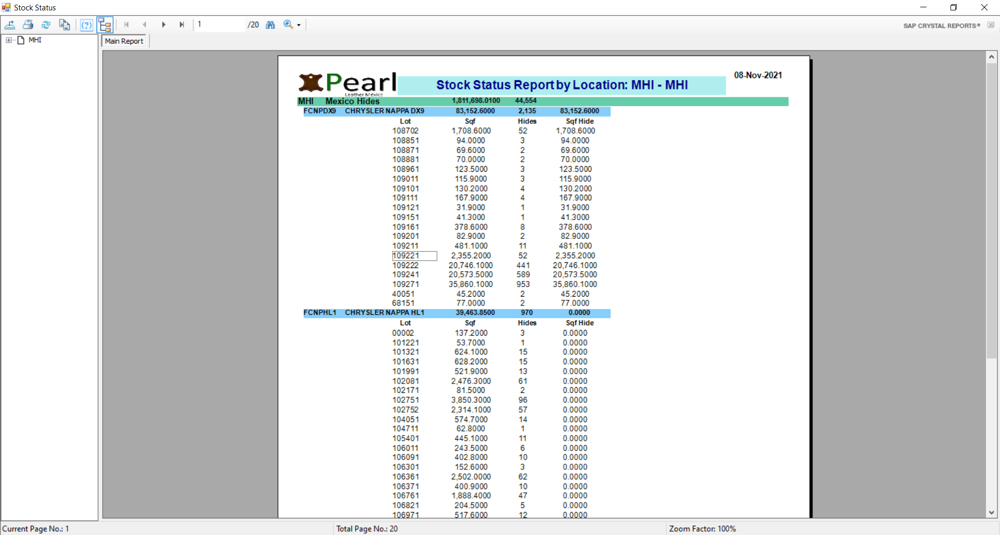 Stock Status
1 /20 SAP CRYSTAL REPORTS®
MHI
Main Report
08-Nov-2021
Pearl
Leather México
Stock Status Report by Location: MHI - MHI
MHI Mexico Hides 1,811,698.0100 44,554
FCNPDX9 CHRYSLER NAPPA DX9 83,152.6000 2,135 83,152.6000
Lot Sqf Hides Sqf Hide
108702 1,708.6000 52 1,708.6000
108851 94.0000 3 94.0000
108871 69.6000 2 69.6000
108881 70.0000 2 70.0000
108961 123.5000 3 123.5000
109011 115.9000 3 115.9000
109101 130.2000 4 130.2000
109111 167.9000 4 167.9000
109121 31.9000 1 31.9000
109151 41.3000 1 41.3000
109161 378.6000 8 378.6000
109201 82.9000 2 82.9000
109211 481.1000 11 481.1000
109221 2,355.2000 52 2,355.2000
109222 20,746.1000 441 20,746.1000
109241 20,573.5000 589 20,573.5000
109271 35,860.1000 953 35,860.1000
40051 45.2000 2 45.2000
68151 77.0000 2 77.0000
FCNPHL1 CHRYSLER NAPPA HL1 39,463.8500 970 0.0000
Lot Sqf Hides Sqf Hide
00002 137.2000 3 0.0000
101221 53.7000 1 0.0000
101321 624.1000 15 0.0000
101631 628.2000 15 0.0000
101991 521.9000 13 0.0000
102081 2,476.3000 61 0.0000
102171 81.5000 2 0.0000
102751 3,850.3000 96 0.0000
102752 2,314.1000 57 0.0000
104051 574.7000 14 0.0000
104711 62.8000 1 0.0000
105401 445.1000 11 0.0000
106011 243.5000 6 0.0000
106091 402.8000 10 0.0000
106301 152.6000 3 0.0000
106361 2,502.0000 62 0.0000
106371 400.9000 10 0.0000
106761 1,888.4000 47 0.0000
106821 204.5000 5 0.0000
106971 517.6000 12 0.0000
Current Page No.: 1 Total Page No.: 20 Zoom Factor: 100%